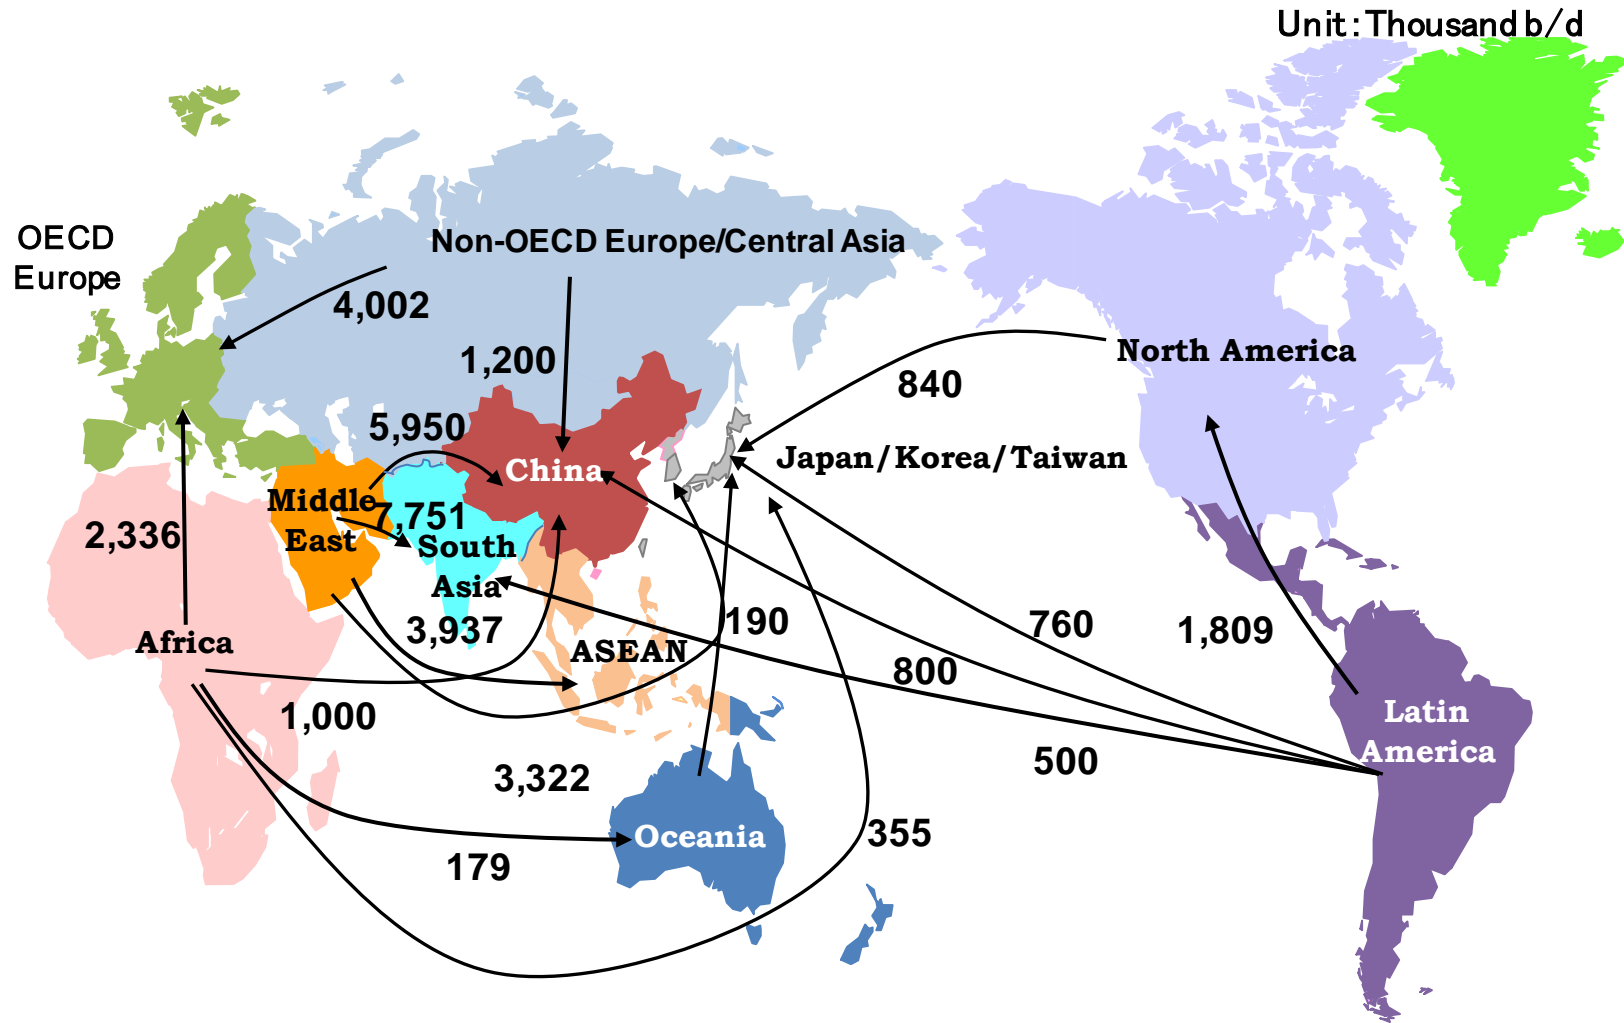 Unit:Thousand b/d
OECD
Europe
Non-OECD Europe/Central Asia
4,002
1,200
North America
840
5,950
China
Japan/Korea/Taiwan
Middle
East
7,751
2,336
South
Asia
3,937
190
760
1,809
Africa
ASEAN
800
1,000
Latin
America
500
3,322
Oceania
355
179